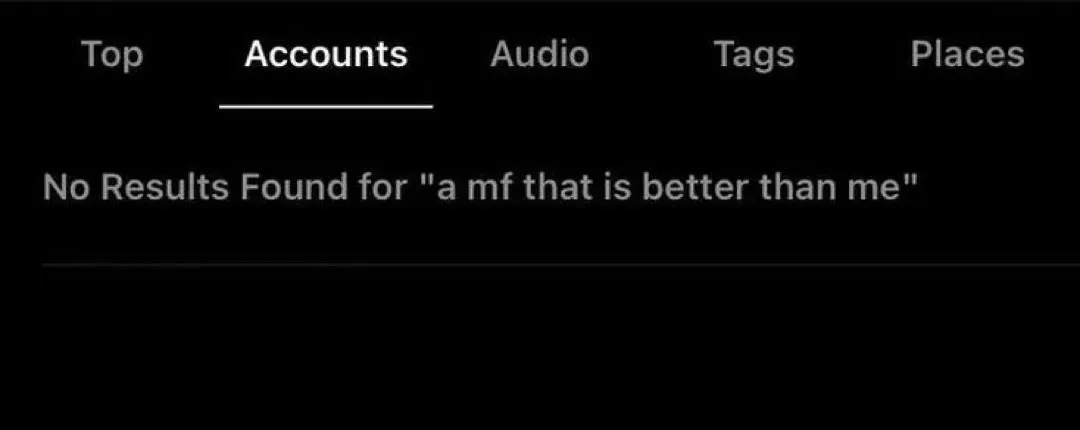 Top Accounts Audio Tags Places
No Results Found for "a mf that is better than me"